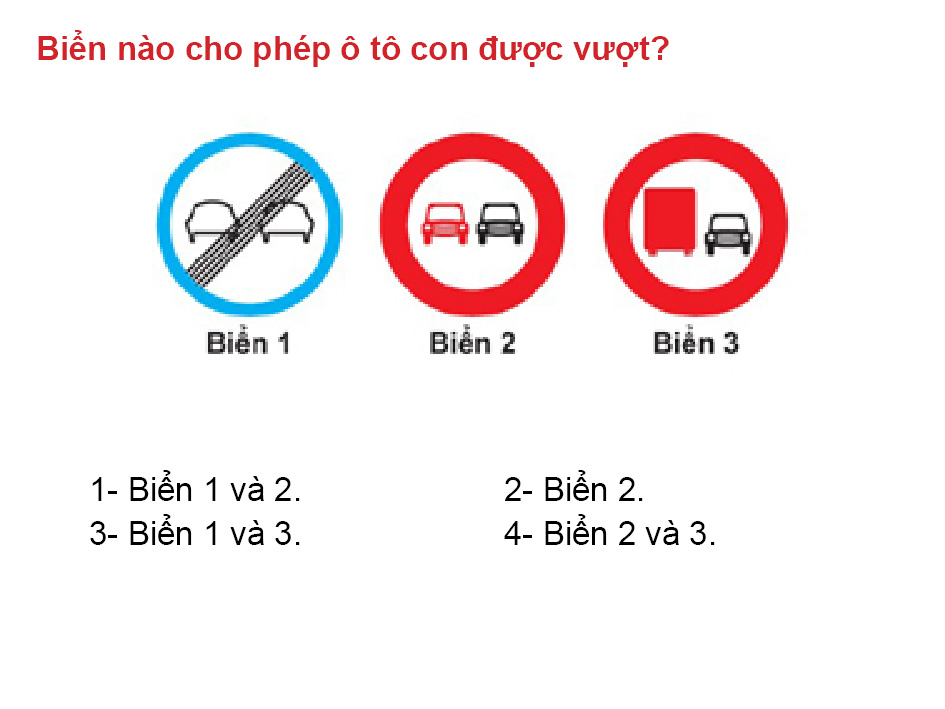 Biển nào cho phép ô tô con được vượt?
Biển 1 Biển 2 Biển 3
1- Biển 1 và 2. 2- Biển 2.
3- Biển 1 và 3. 4- Biển 2 và 3.